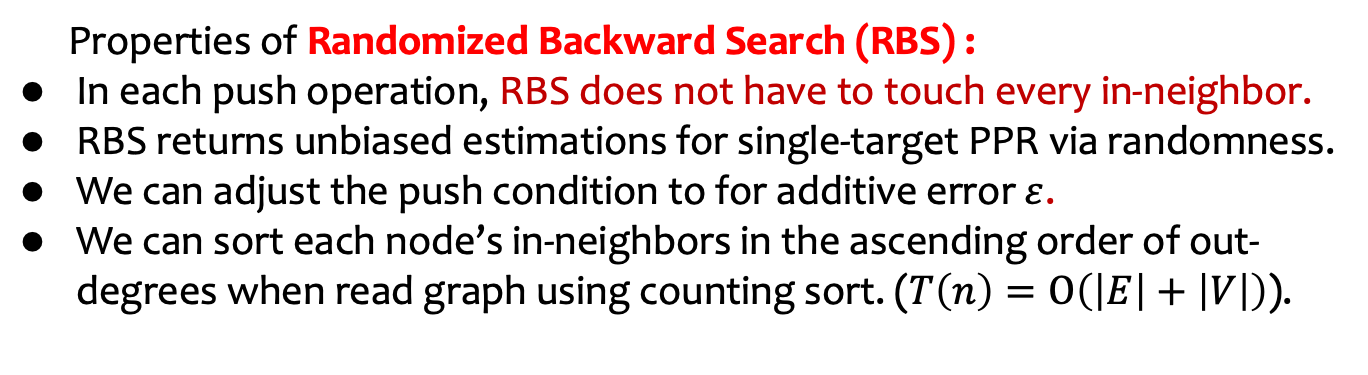 Properties of Randomized Backward Search (RBS) :
● In each push operation, RBS does not have to touch every in-neighbor.
● RBS returns unbiased estimations for single-target PPR via randomness.
● We can adjust the push condition to for additive error ε.
● We can sort each node’s in-neighbors in the ascending order of out-
degrees when read graph using counting sort. (T(n) = O(|E| + |V|)).